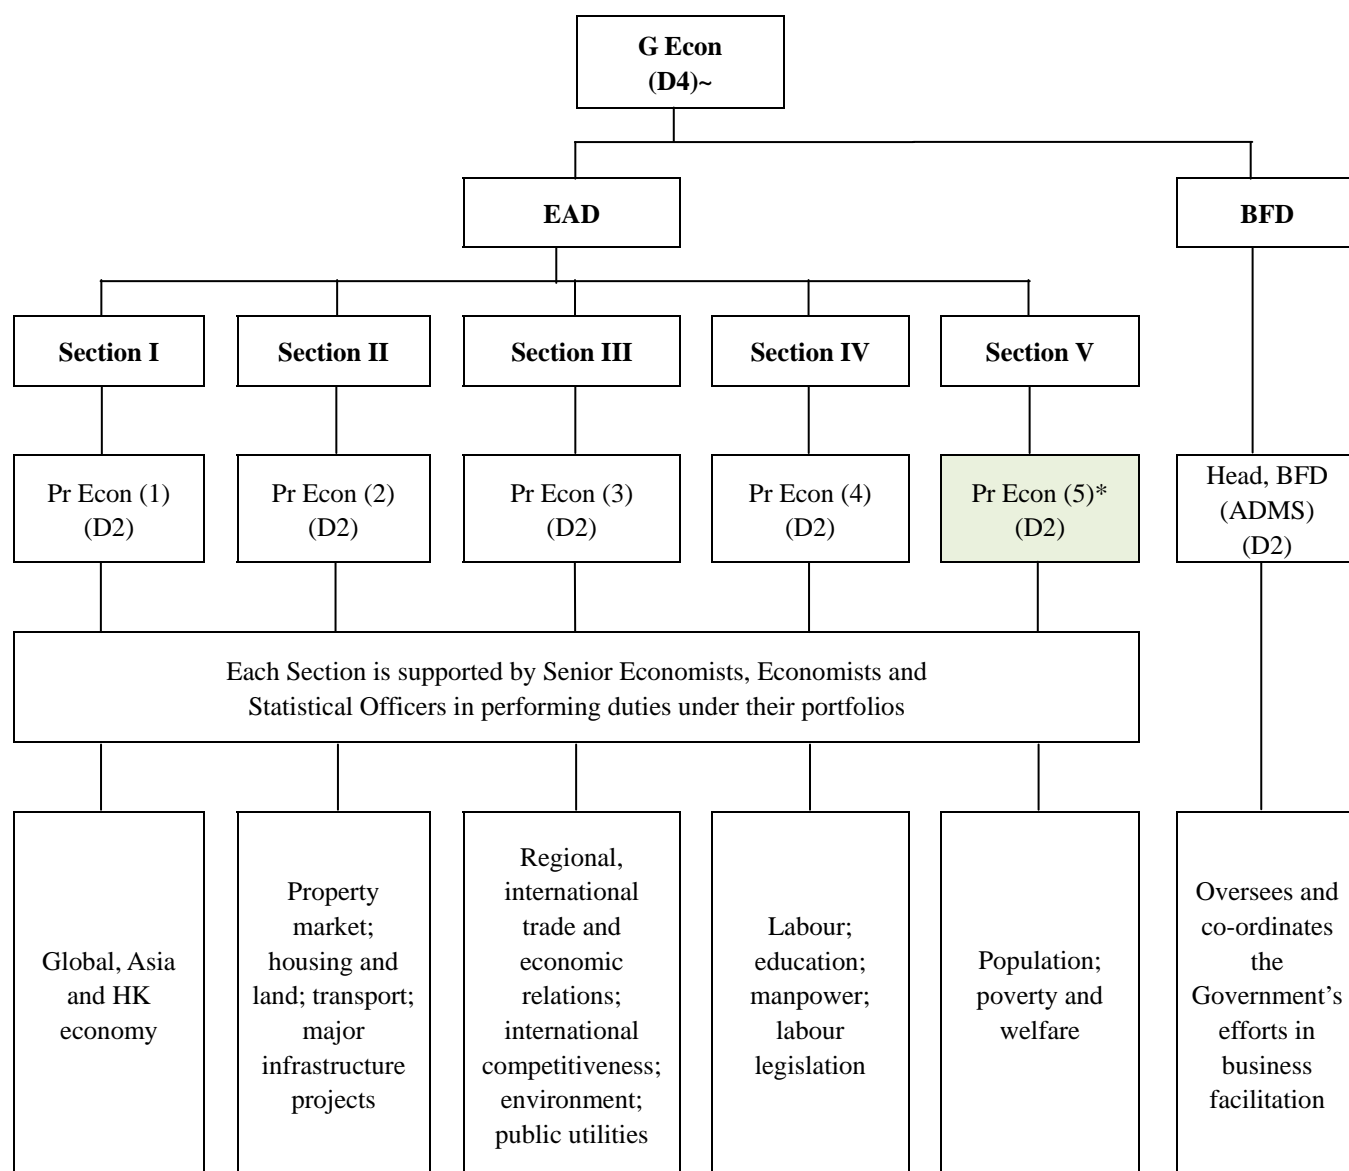 G Econ
(D4)~
EAD
BFD
Section I
Section II
Section III
Section IV
Section V
Pr Econ (1)
(D2)
Pr Econ (2)
(D2)
Pr Econ (3)
(D2)
Pr Econ (4)
(D2)
Pr Econ (5)*
(D2)
Head, BFD
(ADMS)
(D2)
Each Section is supported by Senior Economists, Economists and
Statistical Officers in performing duties under their portfolios
Global, Asia
and HK
economy
Property
market;
housing and
land; transport;
major
infrastructure
projects
Regional,
international
trade and
economic
relations;
international
competitiveness;
environment;
public utilities
Labour;
education;
manpower;
labour
legislation
Population;
poverty and
welfare
Oversees and
co-ordinates
the
Government’s
efforts in
business
facilitation